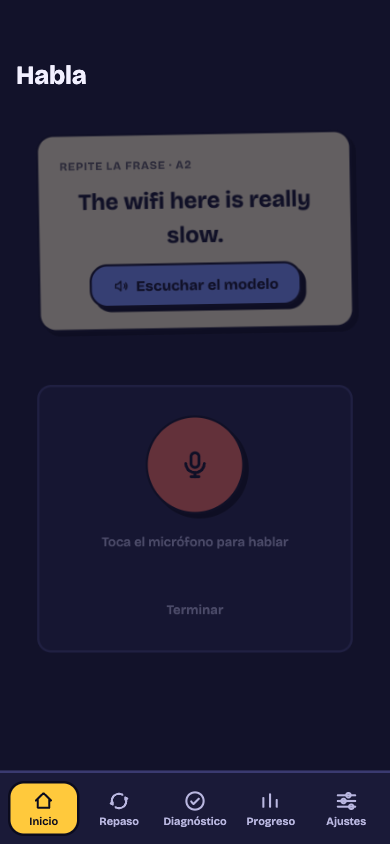 Habla
REPITE LA FRASE · A2
The wifi here is really
slow.
Escuchar el modelo
Toca el micrófono para hablar
Terminar
Inicio
Repaso
Diagnóstico
Progreso
Ajustes